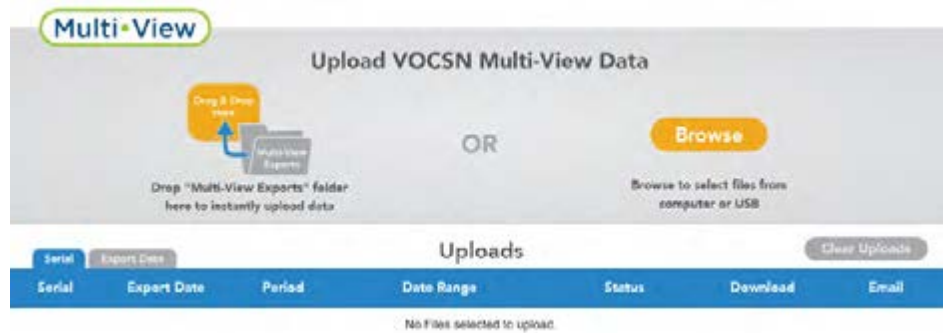 Multi•View
Upload VOCSN Multi-View Data
Drag & Drop
Here
Multi-View
Exports
OR
Browse
Drop "Multi-View Exports" folder
here to instantly upload data
Browse to select files from
computer or USB
Uploads
Serial Export Date
Clear Uploads
Serial Export Date Period Date Range Status Download Email
No Files selected to upload.